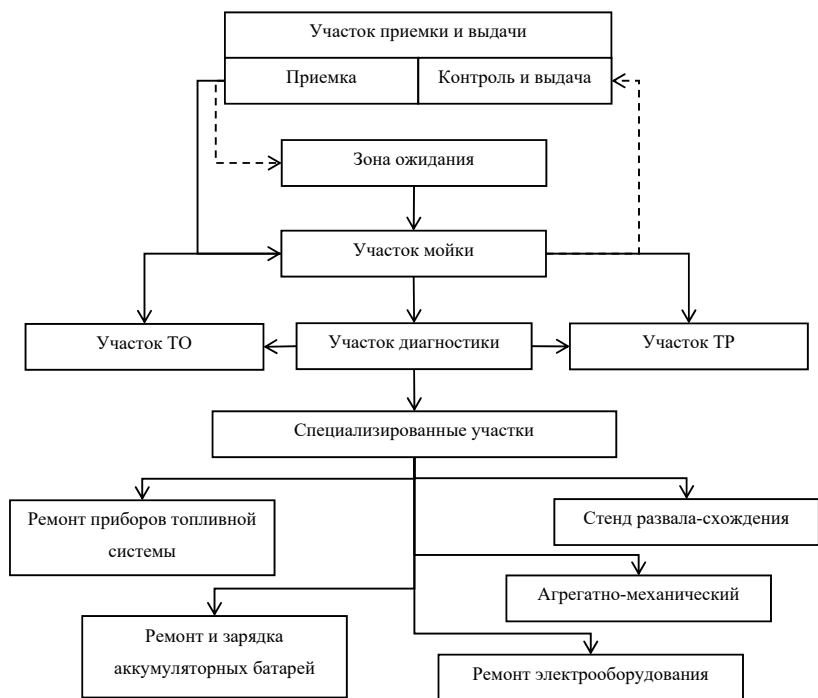 Участок приемки и выдачи
Приемка
Контроль и выдача
Зона ожидания
Участок мойки
Участок ТО
Участок диагностики
Участок ТР
Специализированные участки
Ремонт приборов топливной
системы
Стенд развала-схождения
Агрегатно-механический
Ремонт и зарядка
аккумуляторных батарей
Ремонт электрооборудования